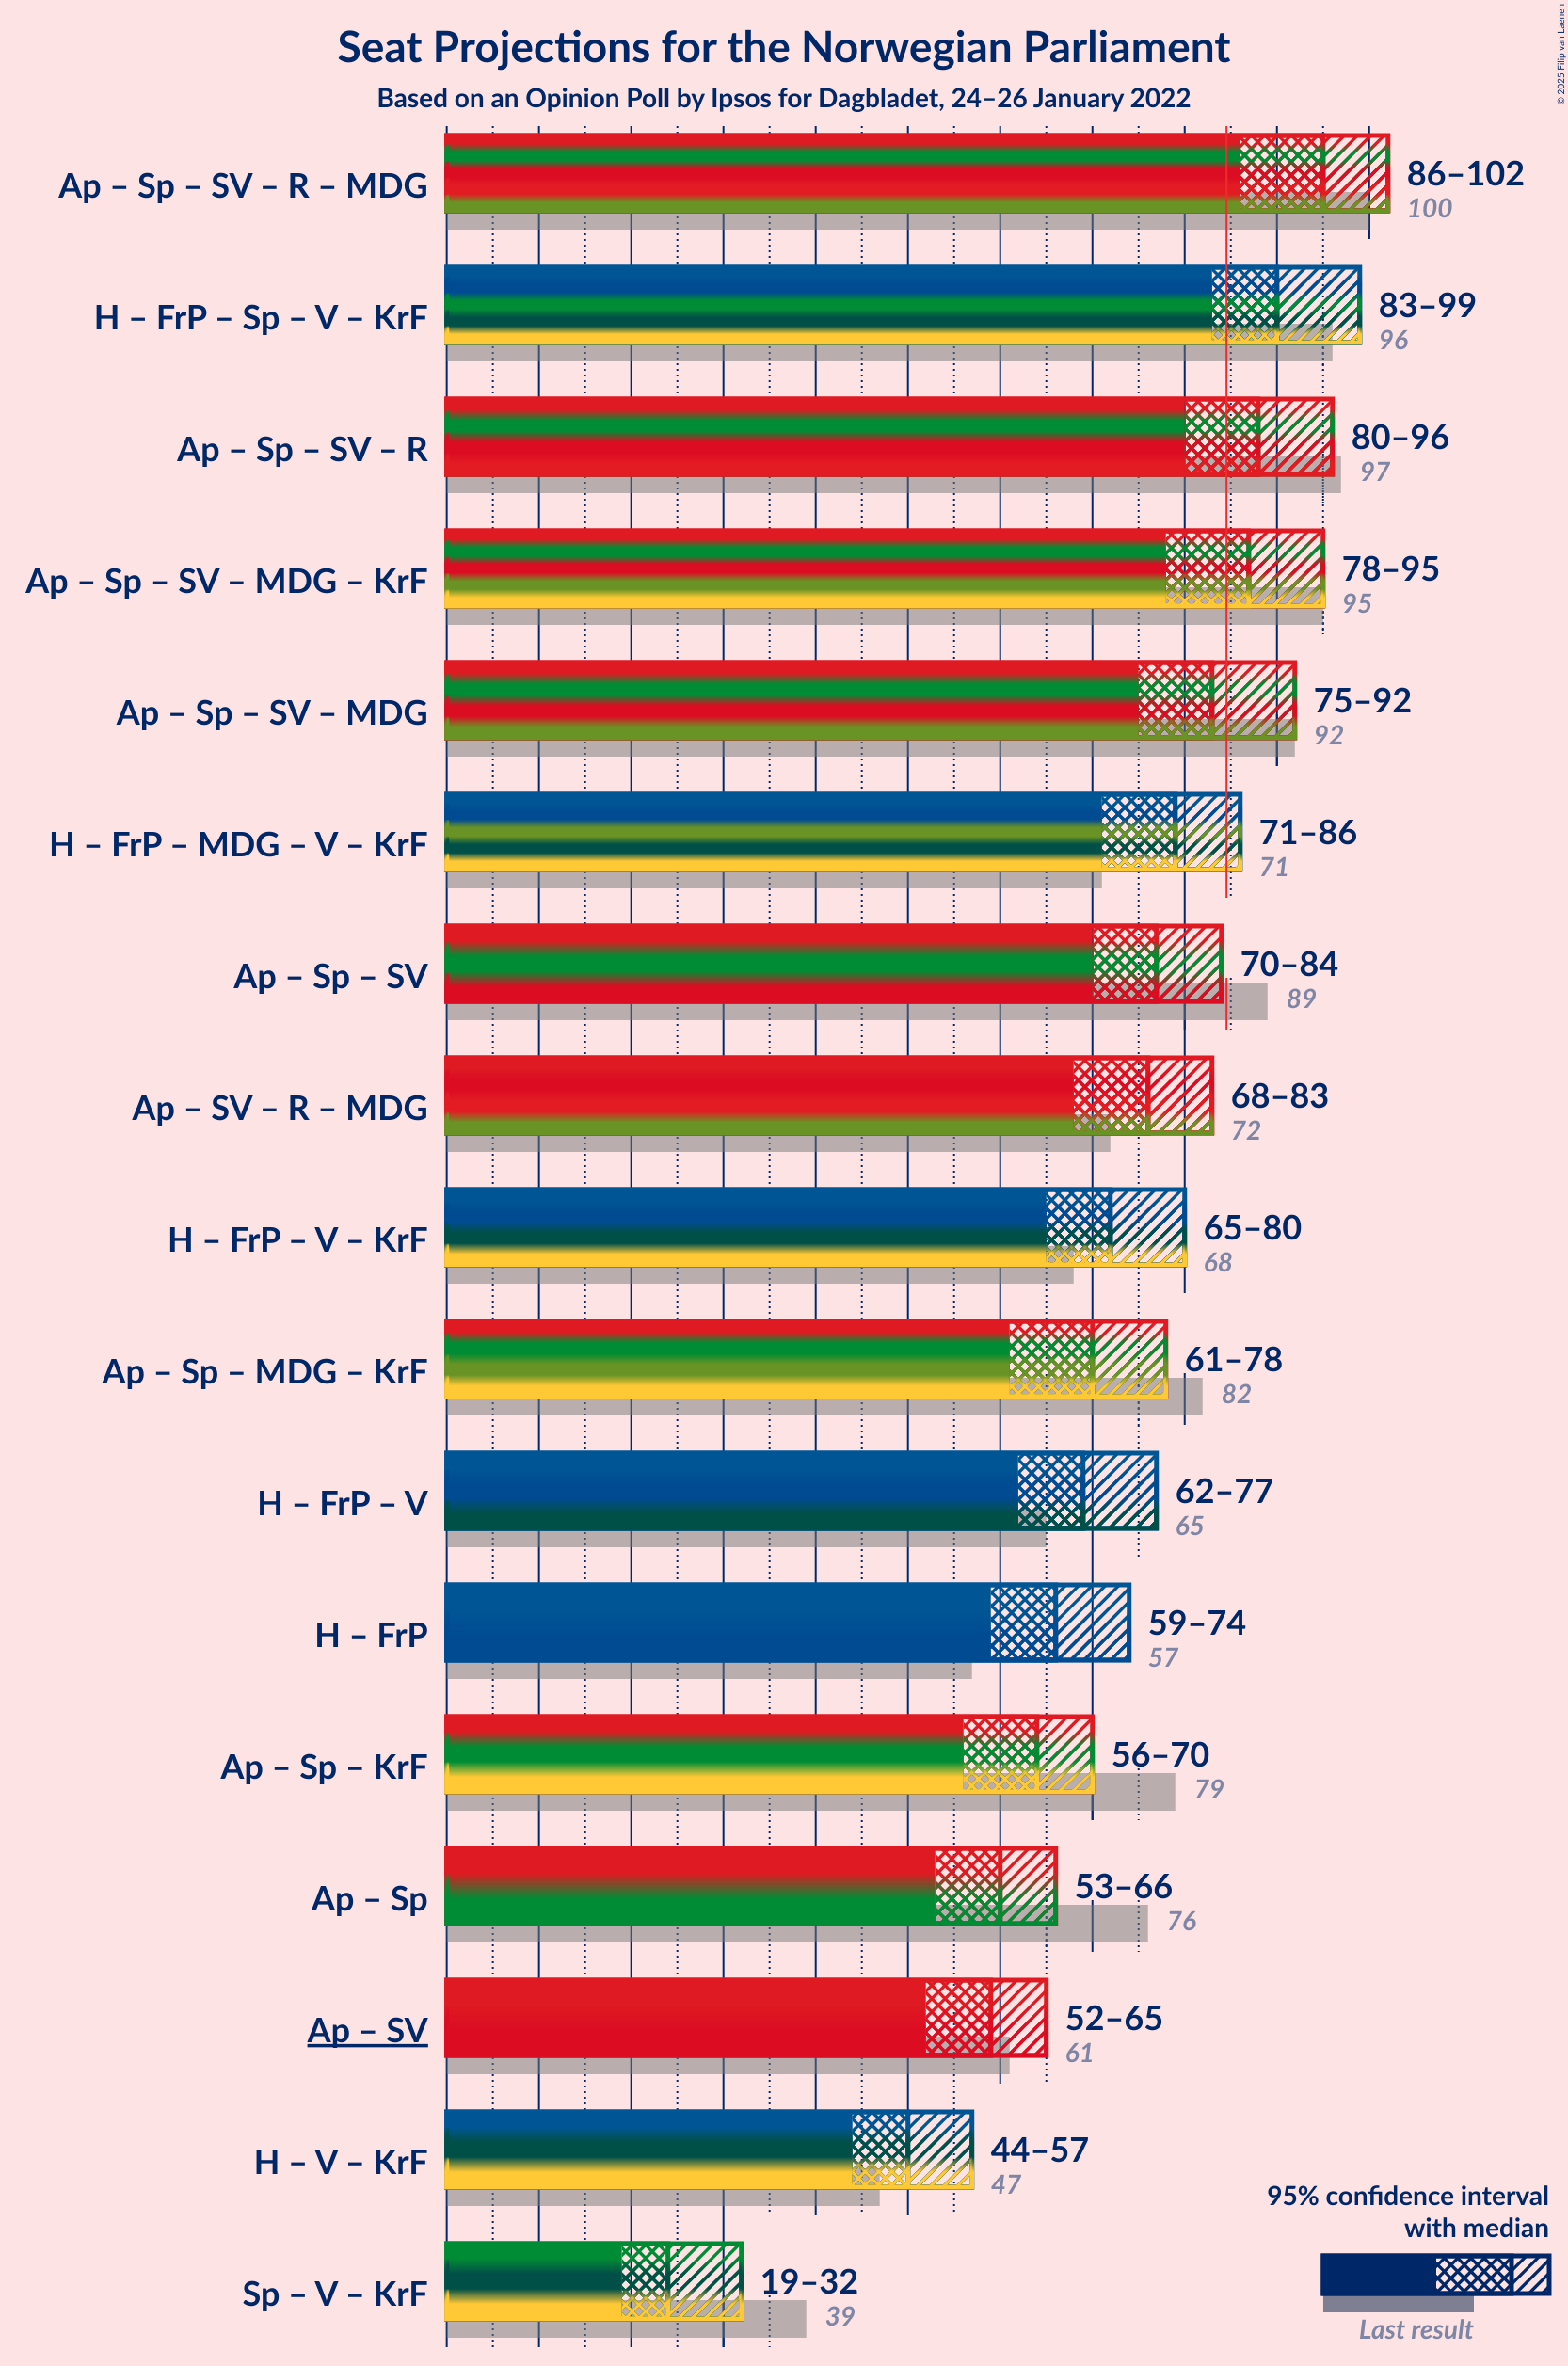 © 2025 Filip van Laenen
Seat Projections for the Norwegian Parliament
Based on an Opinion Poll by Ipsos for Dagbladet, 24–26 January 2022
Ap – Sp – SV – R – MDG
86–102
100
H – FrP – Sp – V – KrF
83–99
96
Ap – Sp – SV – R
80–96
97
Ap – Sp – SV – MDG – KrF
78–95
95
Ap – Sp – SV – MDG
75–92
92
H – FrP – MDG – V – KrF
71–86
71
Ap – Sp – SV
70–84
89
Ap – SV – R – MDG
68–83
72
H – FrP – V – KrF
65–80
68
Ap – Sp – MDG – KrF
61–78
82
H – FrP – V
62–77
65
H – FrP
59–74
57
Ap – Sp – KrF
56–70
79
Ap – Sp
53–66
76
Ap – SV
52–65
61
H – V – KrF
44–57
47
Sp – V – KrF
19–32
39
95% confidence interval
with median
Last result